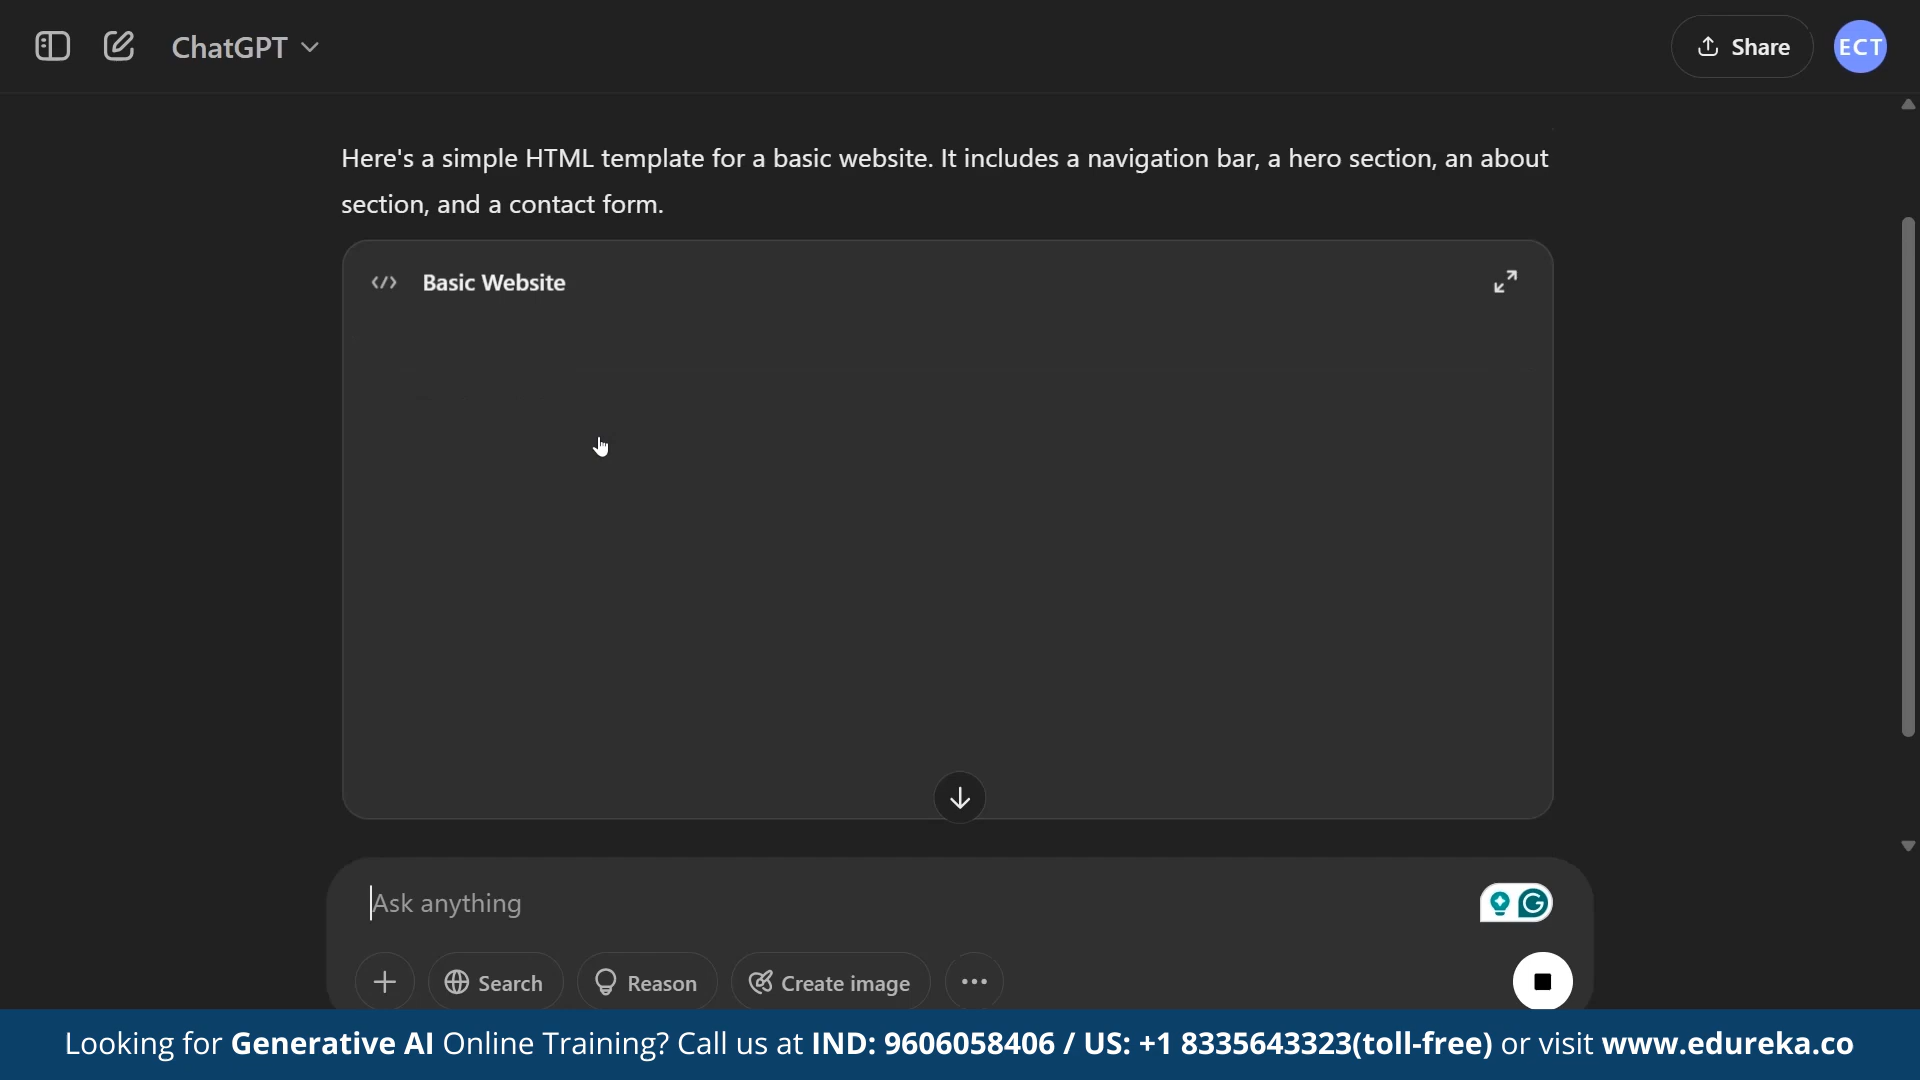 ChatGPT
Share
ECT
Here's a simple HTML template for a basic website. It includes a navigation bar, a hero section, an about
section, and a contact form.
</> Basic Website
Ask anything
Search
Reason
Create image
Looking for Generative AI Online Training? Call us at IND: 9606058406 / US: +1 8335643323(toll-free) or visit www.edureka.co